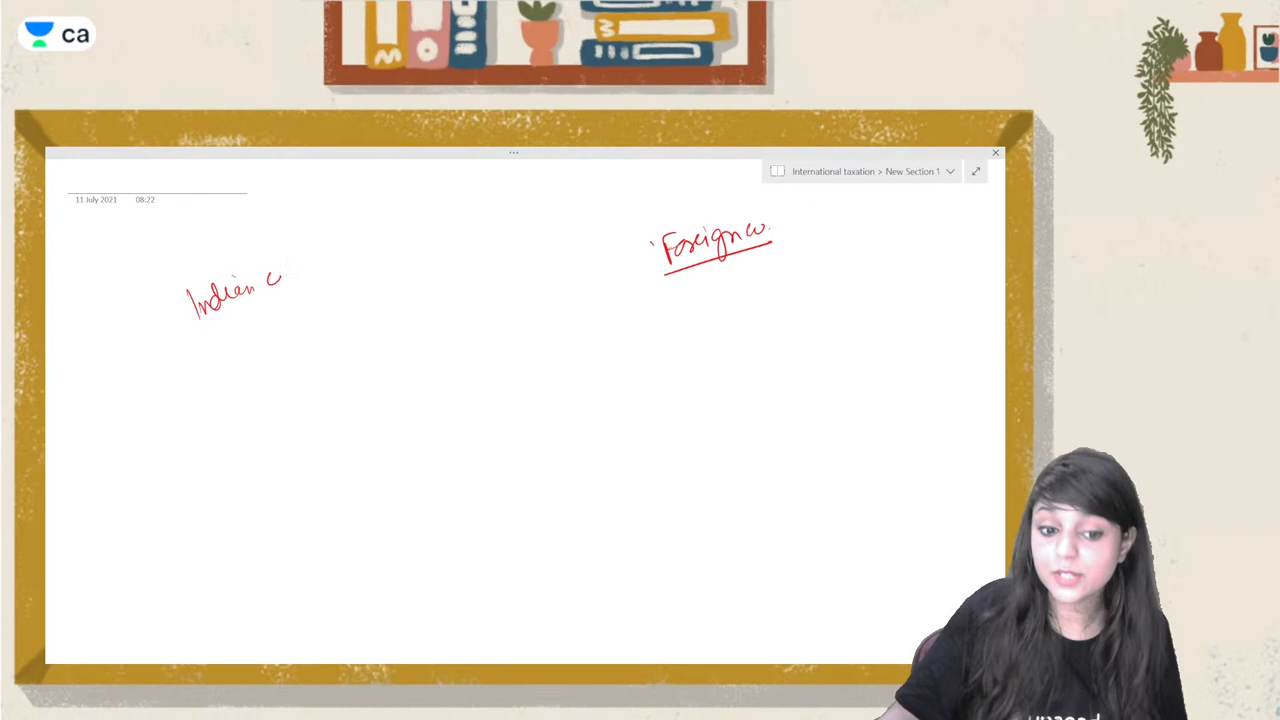 ca
International taxation > New Section 1
11 July 2021 08:22
Foreign co.
Indian c